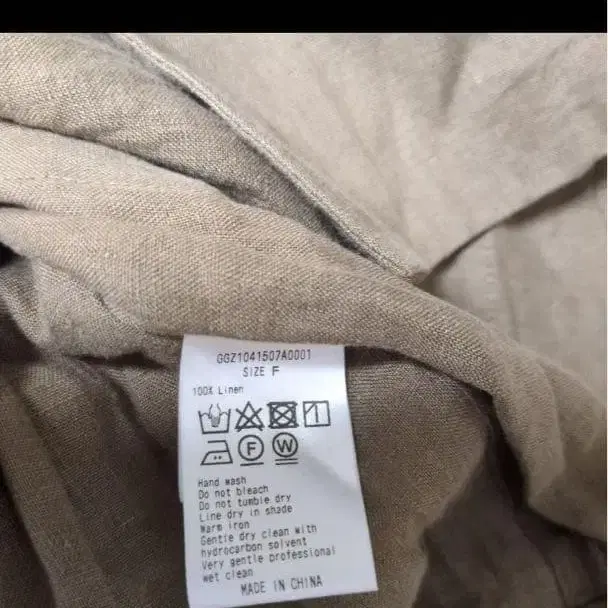 GGZ1041507A0001
SIZE F
100% Linen
F W
Hand wash
Do not bleach
Do not tumble dry
Line dry in shade
Warm iron
Gentle dry clean with
hydrocarbon solvent
Very gentle professional
wet clean
MADE IN CHINA